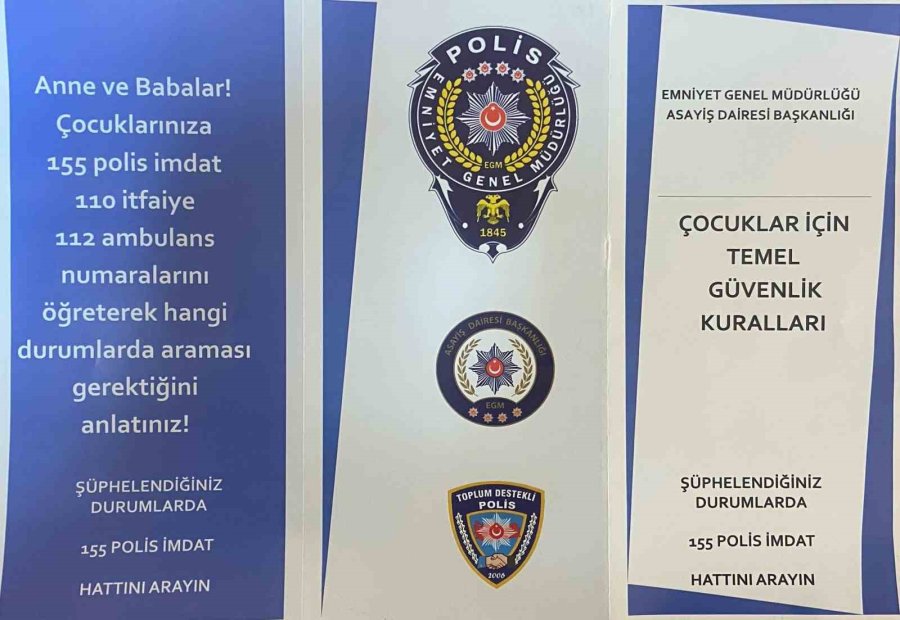 Anne ve Babalar!
Çocuklarınıza
155 polis imdat
110 itfaiye
112 ambulans
numaralarını
öğreterek hangi
durumlarda araması
gerektiğini
anlatınız!
ŞÜPHELENDİĞİNİZ
DURUMLARDA
155 POLİS İMDAT
HATTINI ARAYIN
POLİS
EMNİYET GENEL MÜDÜRLÜĞÜ
EGM
1845
ASAYİŞ DAİRESİ BAŞKANLIĞI
EGM
TOPLUM DESTEKLİ
POLİS
2006
EMNİYET GENEL MÜDÜRLÜĞÜ
ASAYİŞ DAİRESİ BAŞKANLIĞI
ÇOCUKLAR İÇİN
TEMEL
GÜVENLİK
KURALLARI
ŞÜPHELENDİĞİNİZ
DURUMLARDA
155 POLİS İMDAT
HATTINI ARAYIN